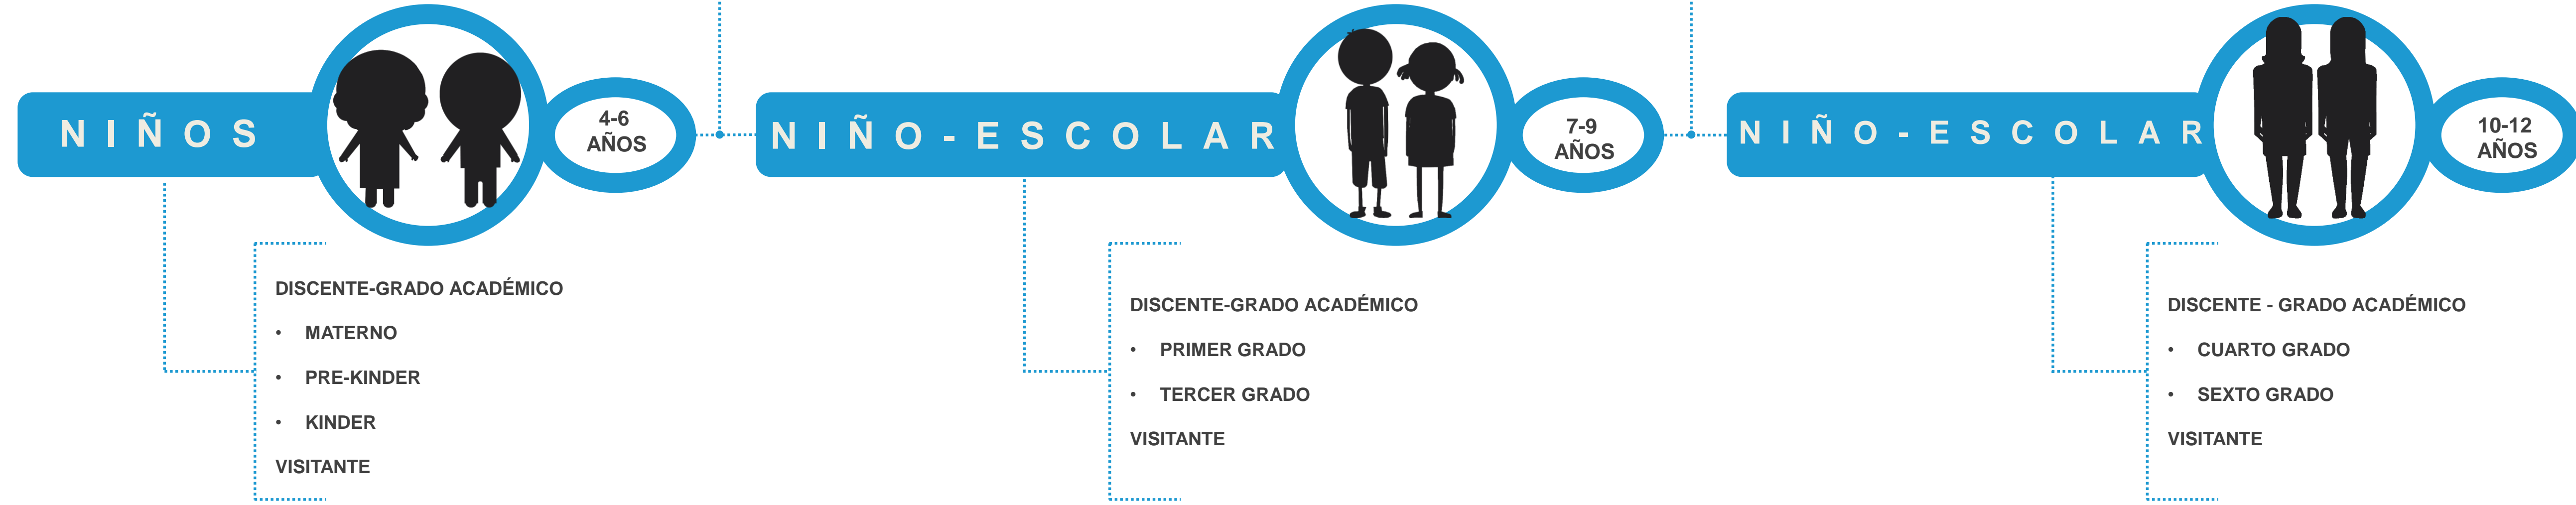 NIÑOS
4-6
AÑOS
DISCENTE-GRADO ACADÉMICO
• MATERNO
• PRE-KINDER
• KINDER
VISITANTE
NIÑO-ESCOLAR
7-9
AÑOS
DISCENTE-GRADO ACADÉMICO
• PRIMER GRADO
• TERCER GRADO
VISITANTE
NIÑO-ESCOLAR
10-12
AÑOS
DISCENTE - GRADO ACADÉMICO
• CUARTO GRADO
• SEXTO GRADO
VISITANTE